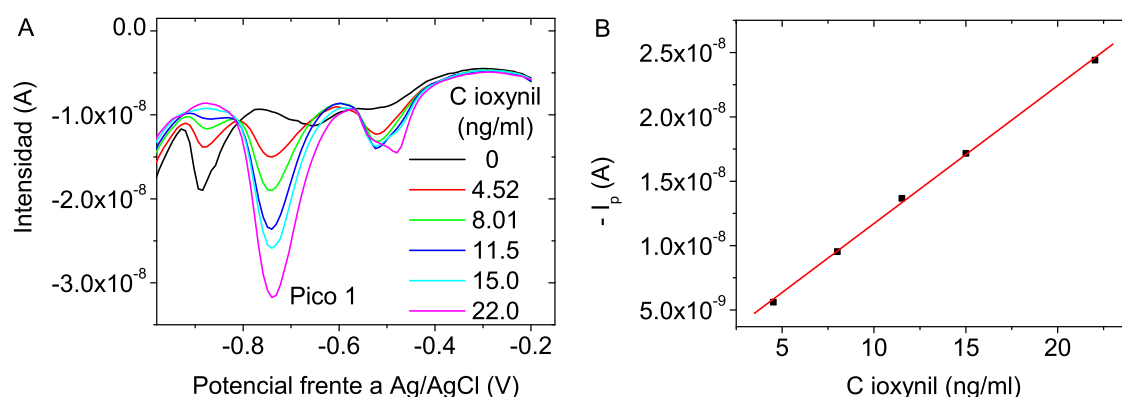 A
0.0
-1.0x10⁻⁸
-2.0x10⁻⁸
-3.0x10⁻⁸
Intensidad (A)
C ioxynil
(ng/ml)
0
4.52
8.01
11.5
15.0
22.0
Pico 1
-0.8
-0.6
-0.4
-0.2
Potencial frente a Ag/AgCl (V)
B
2.5x10⁻⁸
2.0x10⁻⁸
1.5x10⁻⁸
1.0x10⁻⁸
5.0x10⁻⁹
- Iₚ (A)
5
10
15
20
C ioxynil (ng/ml)